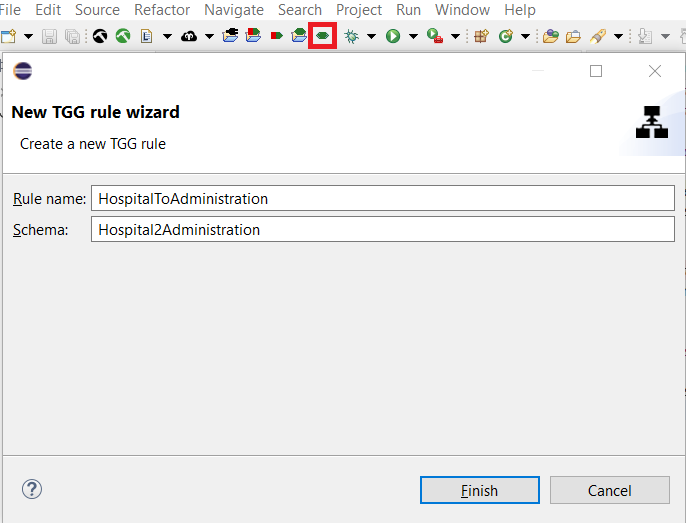 File Edit Source Refactor Navigate Search Project Run Window Help
New TGG rule wizard
Create a new TGG rule
Rule name: HospitalToAdministration
Schema: Hospital2Administration
? Finish Cancel